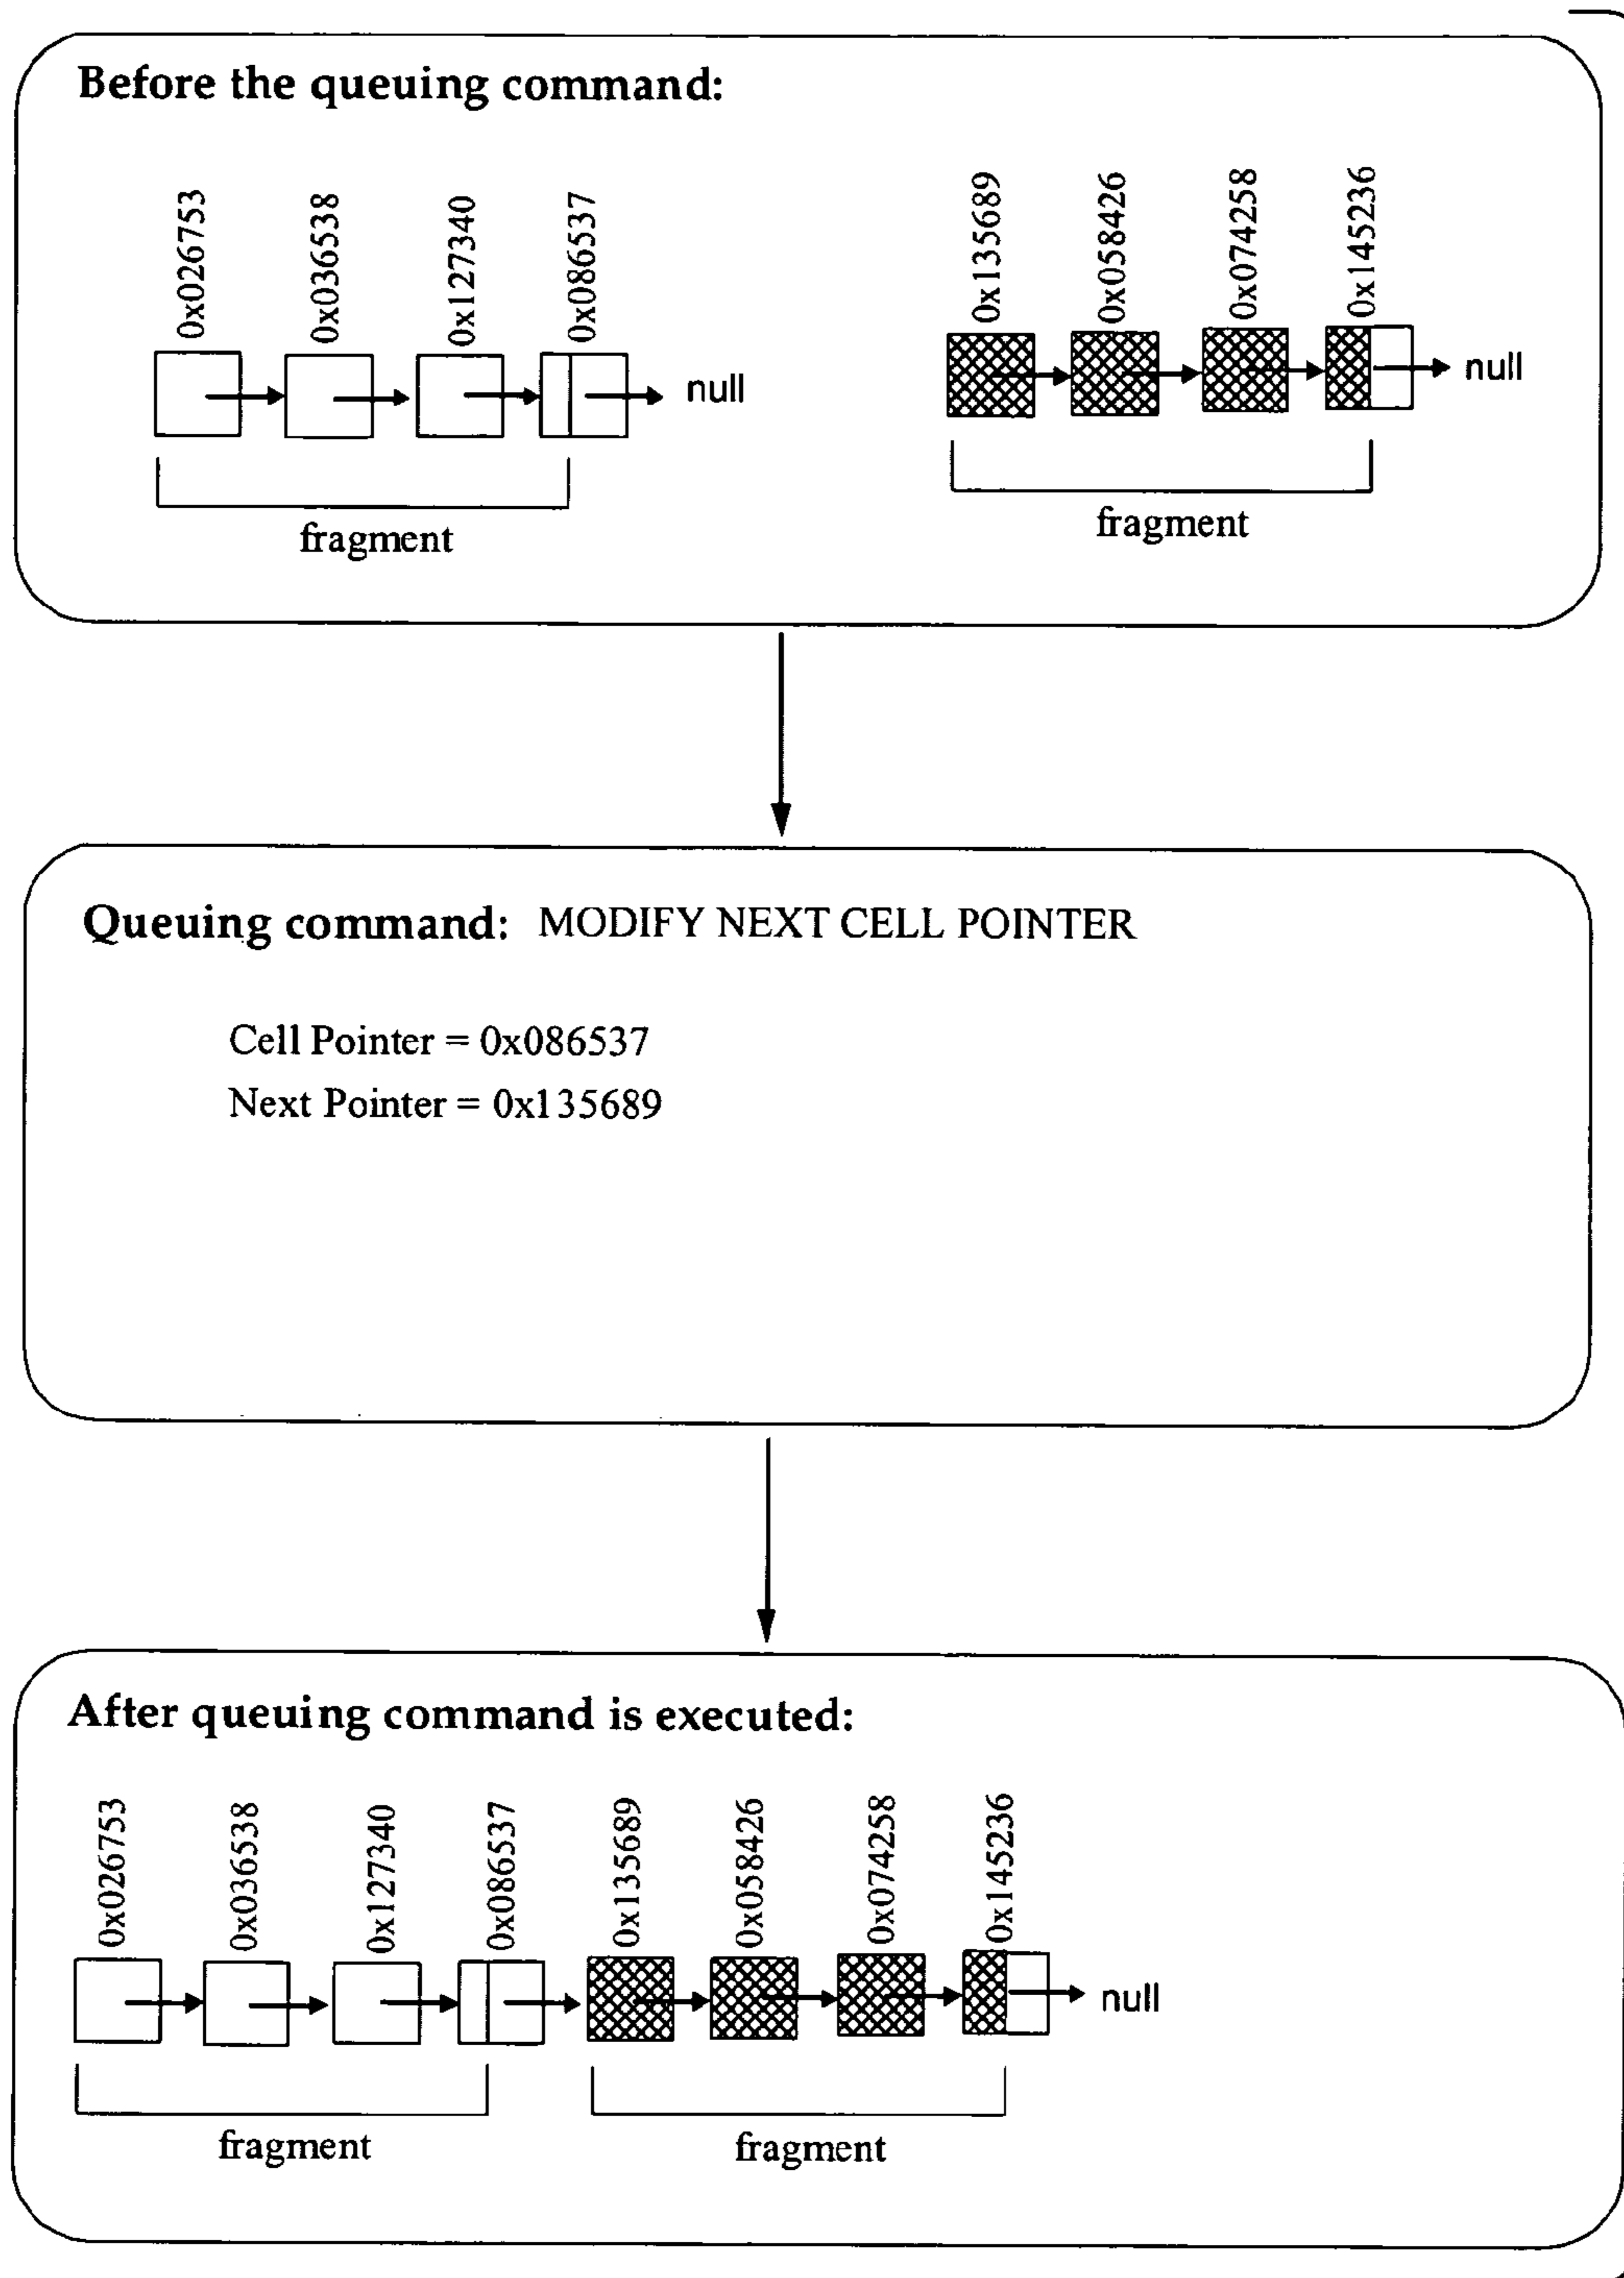 Before the queuing command:
0x026753 0x036538 0x127340 0x086537
0x135689 0x058426 0x074258 0x145236
null
null
fragment
fragment
Queuing command: MODIFY NEXT CELL POINTER
Cell Pointer = 0x086537
Next Pointer = 0x135689
After queuing command is executed:
0x026753 0x036538 0x127340 0x086537 0x135689 0x058426 0x074258 0x145236
null
fragment
fragment